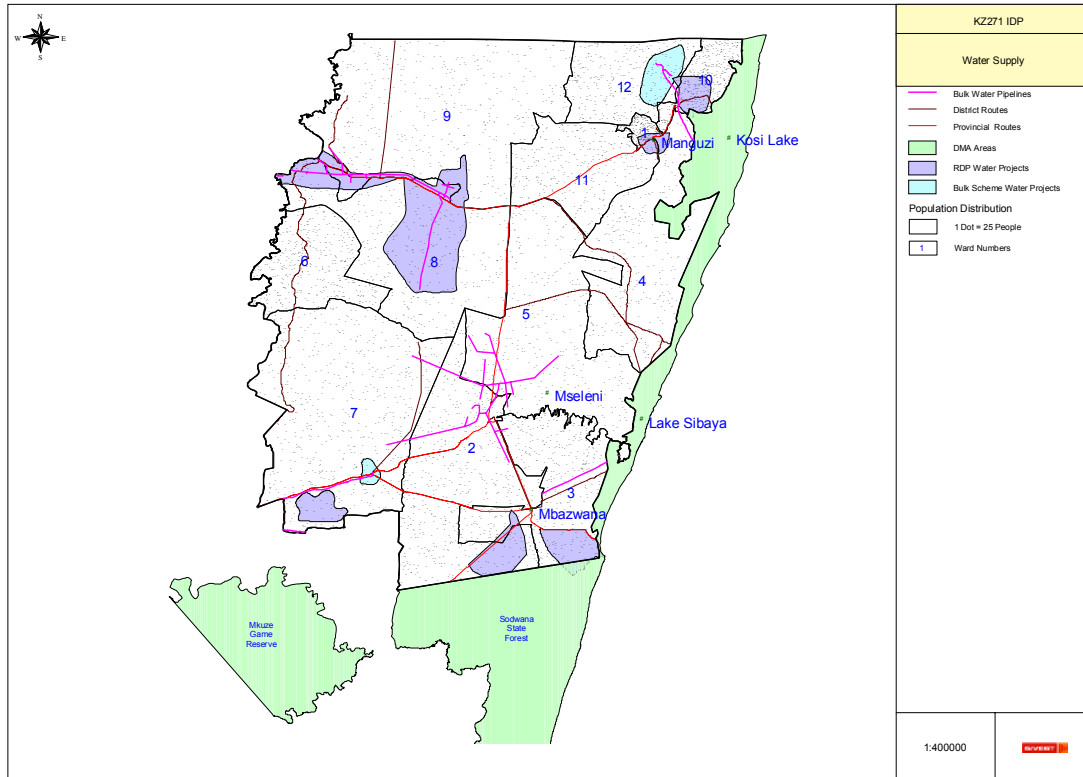 N
W
E
S
KZ271 IDP
Water Supply
Bulk Water Pipelines
District Routes
Provincial Routes
DMA Areas
RDP Water Projects
Bulk Scheme Water Projects
Population Distribution
1 Dot = 25 People
1 Ward Numbers
12
10
9
1
Manguzi
Kosi Lake
11
6
8
4
5
Mseleni
7
Lake Sibaya
2
3
Mbazwana
Mkuze
Game
Reserve
Sodwana
State
Forest
1:400000
SIVEST